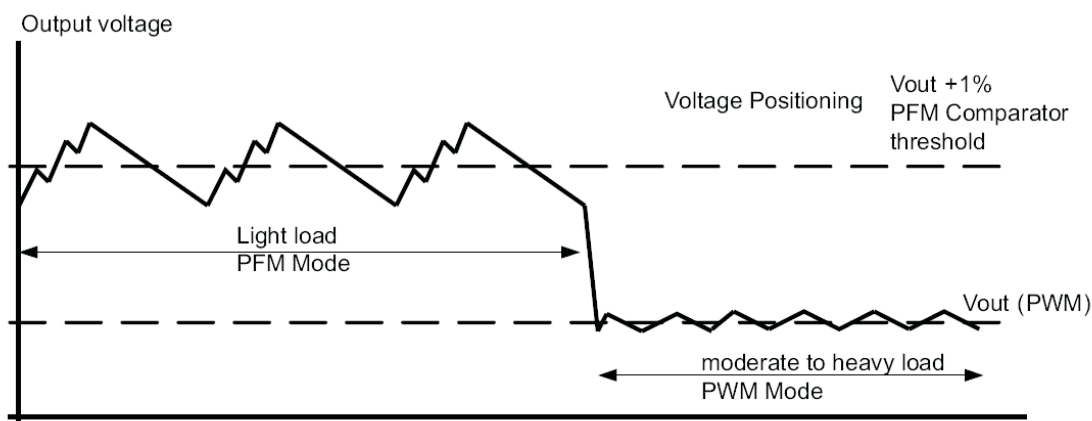 Output voltage
Voltage Positioning
Vout +1%
PFM Comparator
threshold
Light load
PFM Mode
Vout (PWM)
moderate to heavy load
PWM Mode